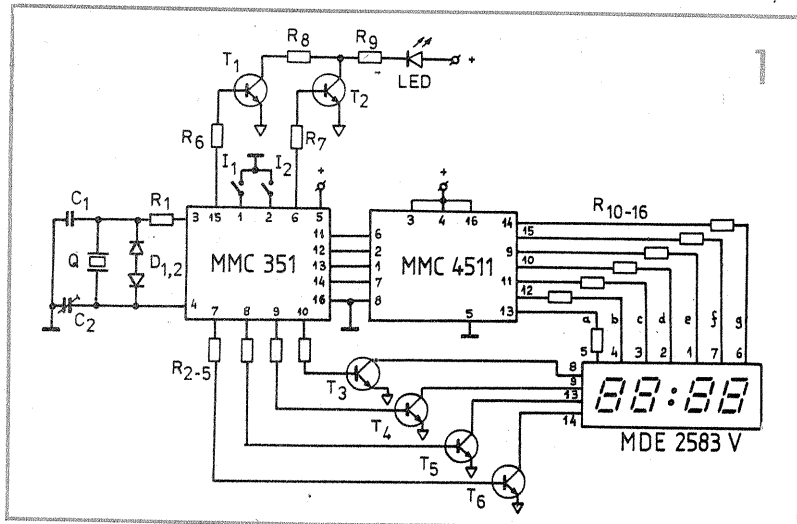 1
R8 R9
T1 LED +
T2
R6 R7
I1 I2
+ +
C1 R1 R10-16
3 15 1 2 6 5
3 4 16 14
15
11 6
12 2 9
Q D1,2 MMC 351 13 1 MMC 4511 10
14 7 11
16 8 12
4 5 13
C2
7 8 9 10
a b c d e f g
5 4 3 2 1 7 6
R2-5
8
9
13
14
88:88
T3
T4
T5
T6
MDE 2583 V